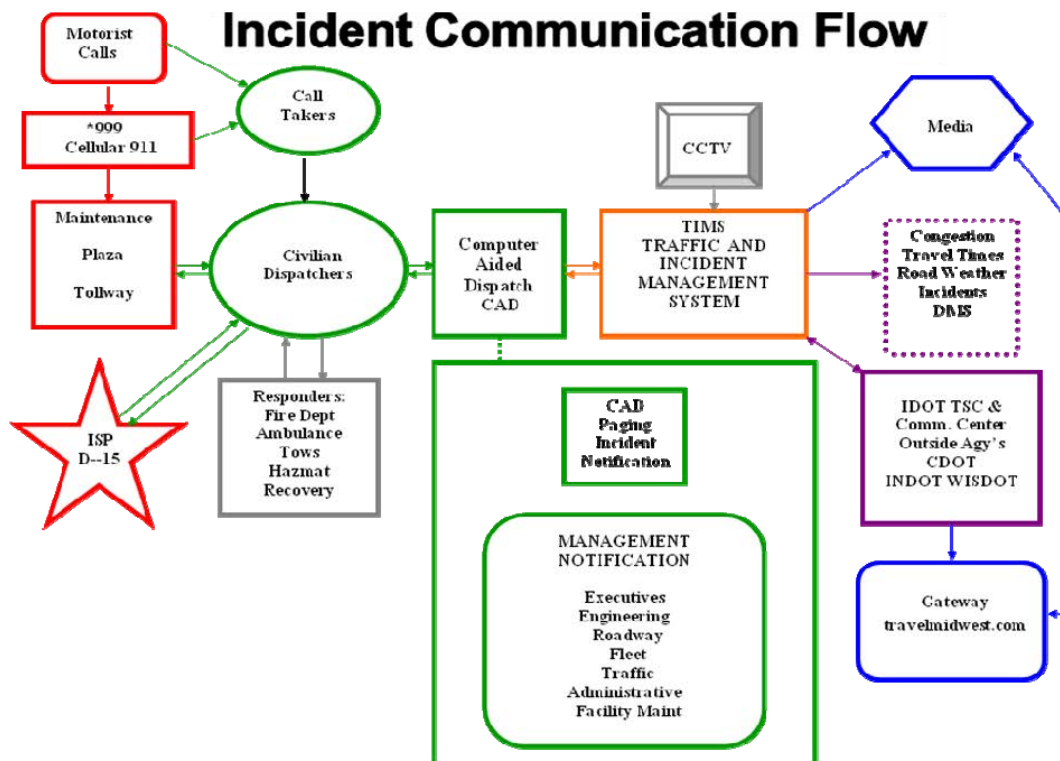 Incident Communication Flow
Motorist
Calls
*999
Cellular 911
Maintenance
Plaza
Tollway
ISP
D--15
Call
Takers
Civilian
Dispatchers
Responders:
Fire Dept
Ambulance
Tows
Hazmat
Recovery
Computer
Aided
Dispatch
CAD
CAD
Paging
Incident
Notification
MANAGEMENT
NOTIFICATION
Executives
Engineering
Roadway
Fleet
Traffic
Administrative
Facility Maint
CCTV
TIMS
TRAFFIC AND
INCIDENT
MANAGEMENT
SYSTEM
Media
Congestion
Travel Times
Road Weather
Incidents
DMS
IDOT TSC &
Comm. Center
Outside Agy's
CDOT
INDOT WISDOT
Gateway
travelmidwest.com